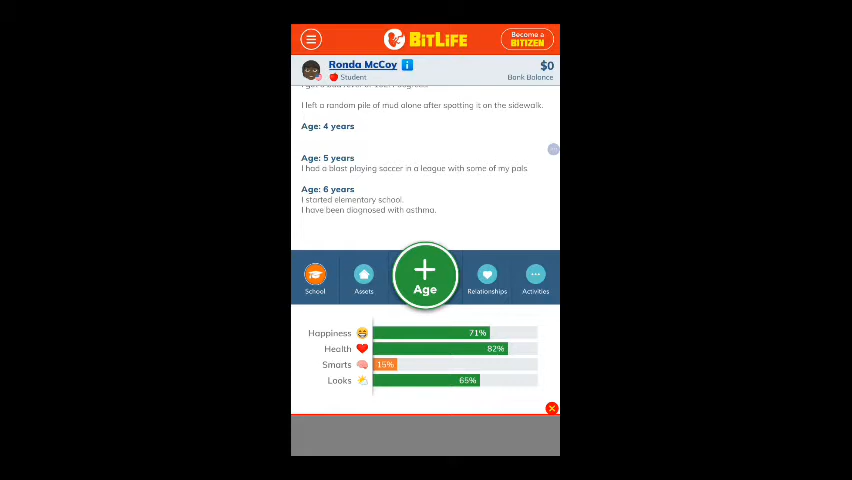 Become a
BITIZEN
BITLIFE
Ronda McCoy i
$0
Student
Bank Balance
I left a random pile of mud alone after spotting it on the sidewalk.
Age: 4 years
Age: 5 years
I had a blast playing soccer in a league with some of my pals.
Age: 6 years
I started elementary school.
I have been diagnosed with asthma.
Age
School
Assets
Relationships
Activities
Happiness 71%
Health 82%
Smarts 15%
Looks 65%